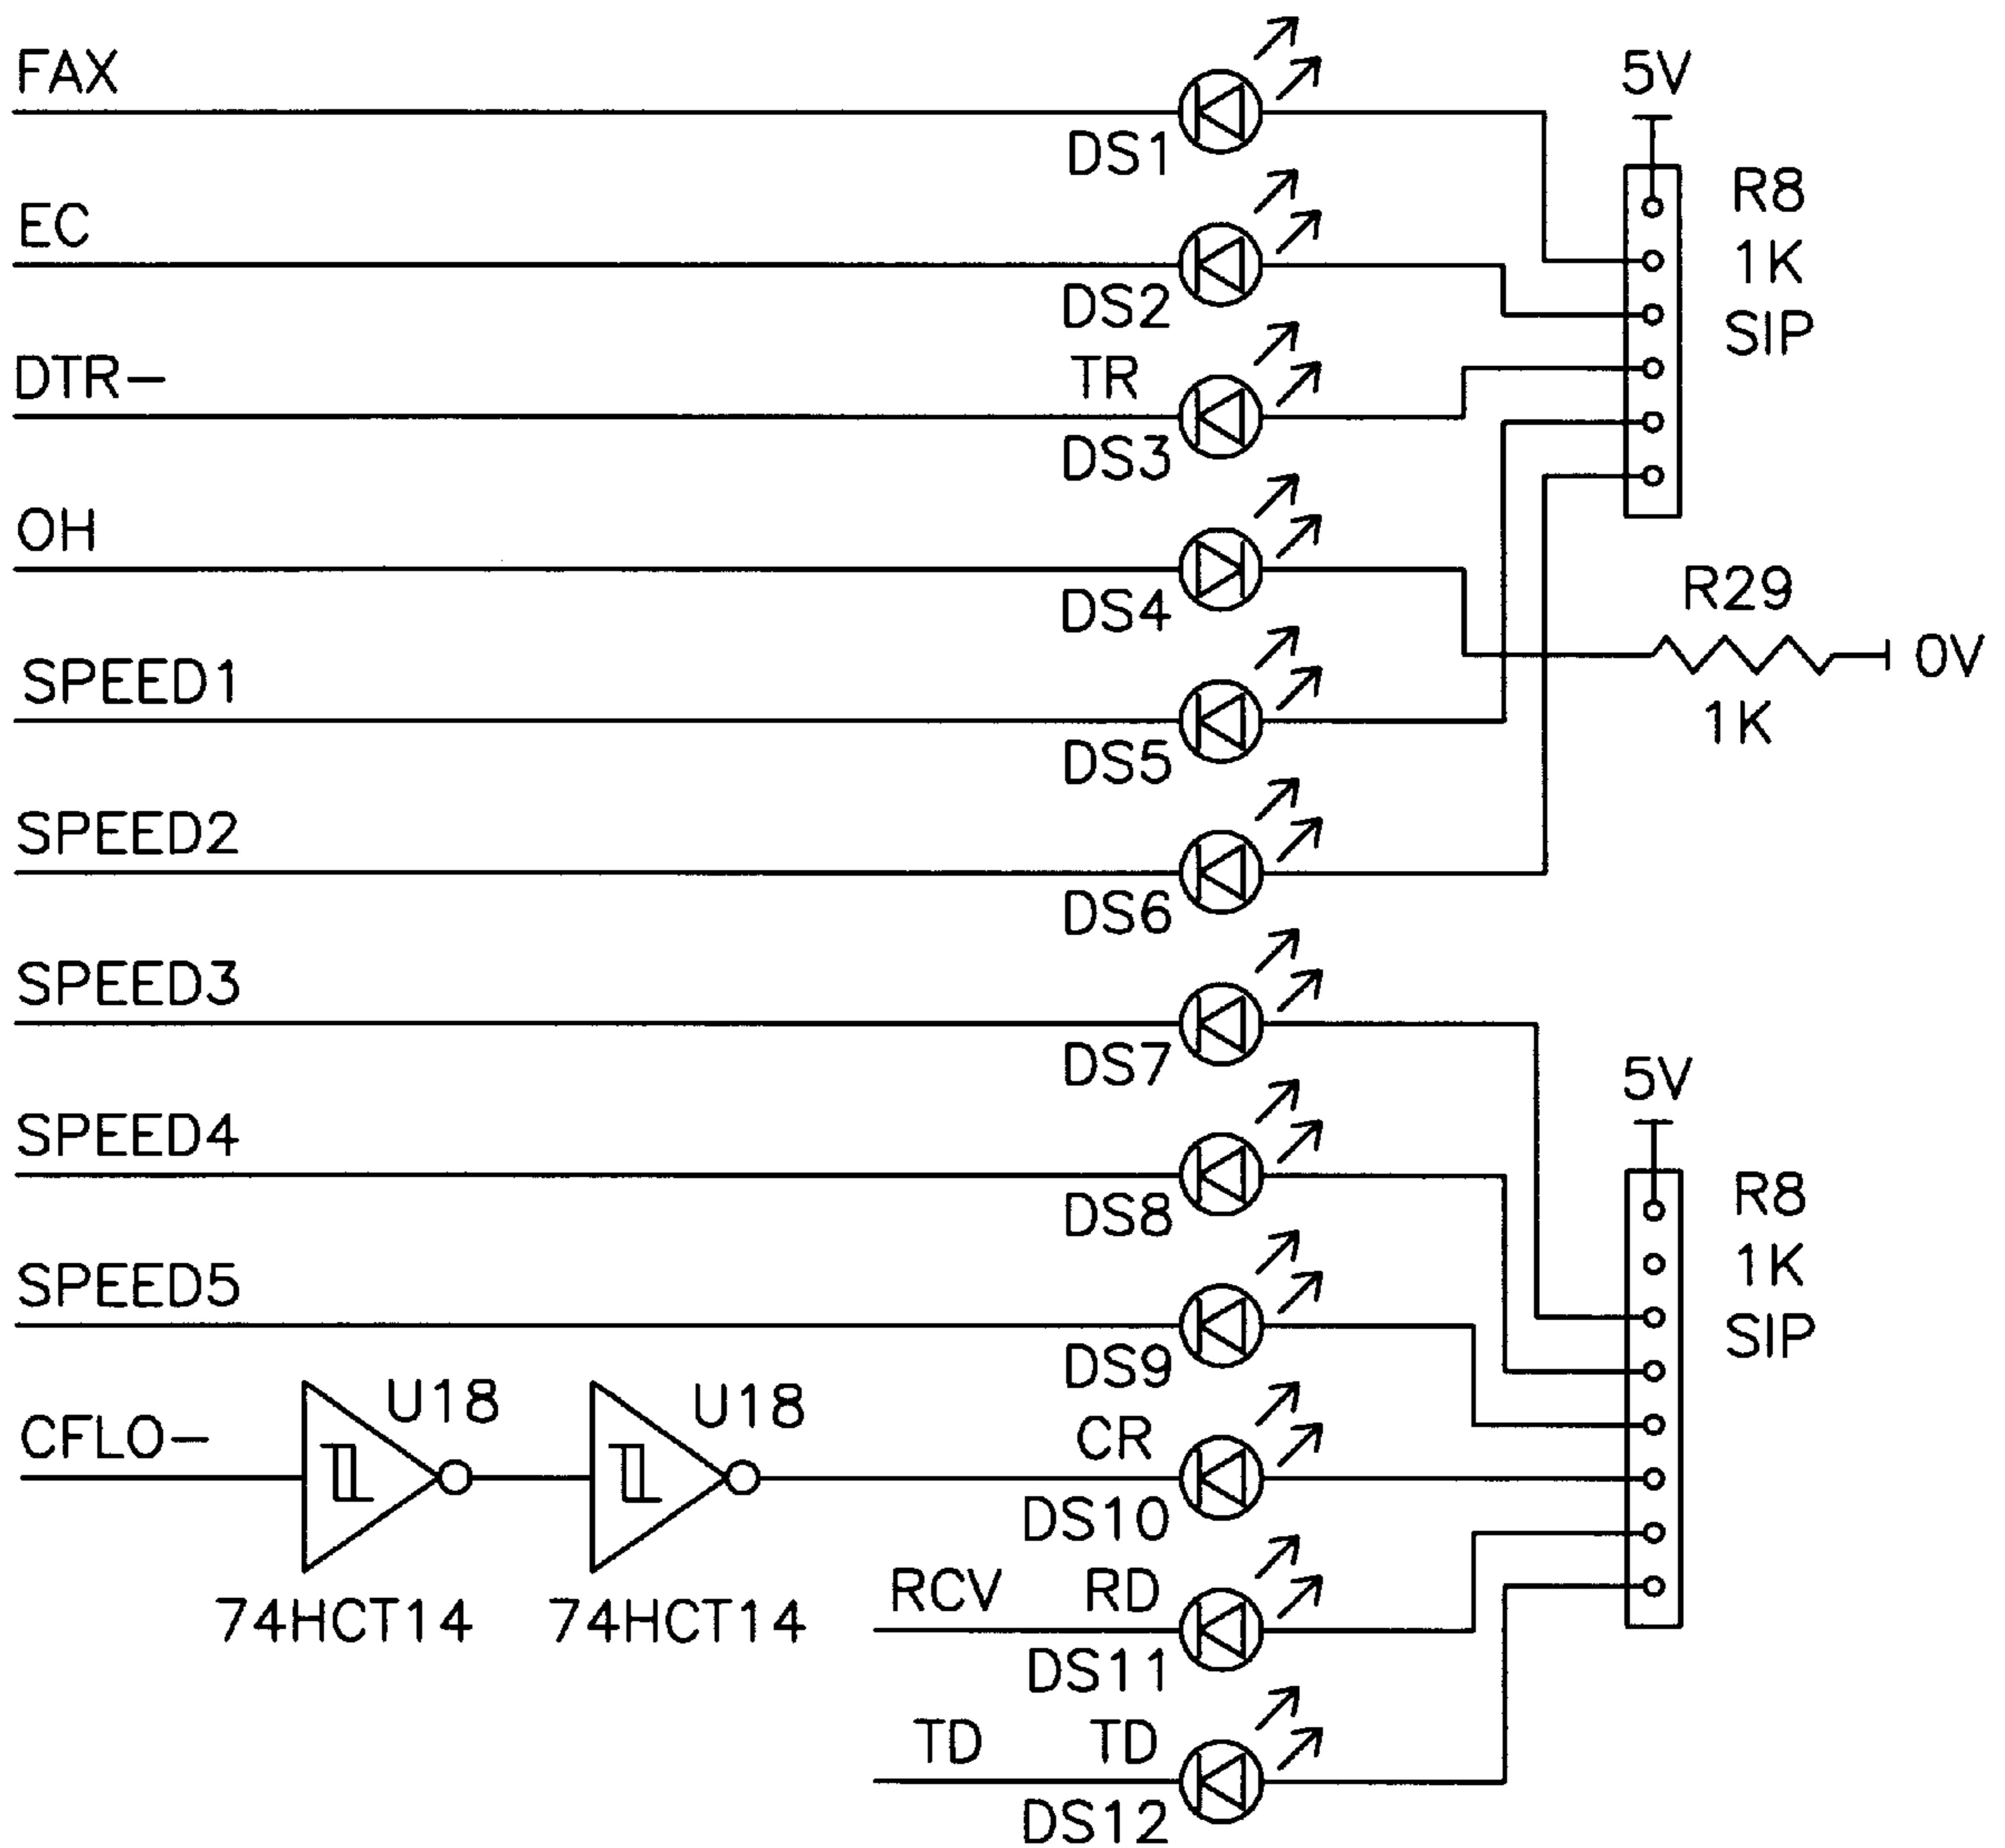 FAX
5V
DS1
R8
EC
1K
DS2
SIP
DTR-
TR
DS3
OH
R29
DS4
0V
SPEED1
1K
DS5
SPEED2
DS6
SPEED3
DS7
5V
SPEED4
R8
DS8
1K
SPEED5
SIP
DS9
U18
U18
CFLO-
CR
DS10
RCV
RD
74HCT14
74HCT14
DS11
TD
TD
DS12